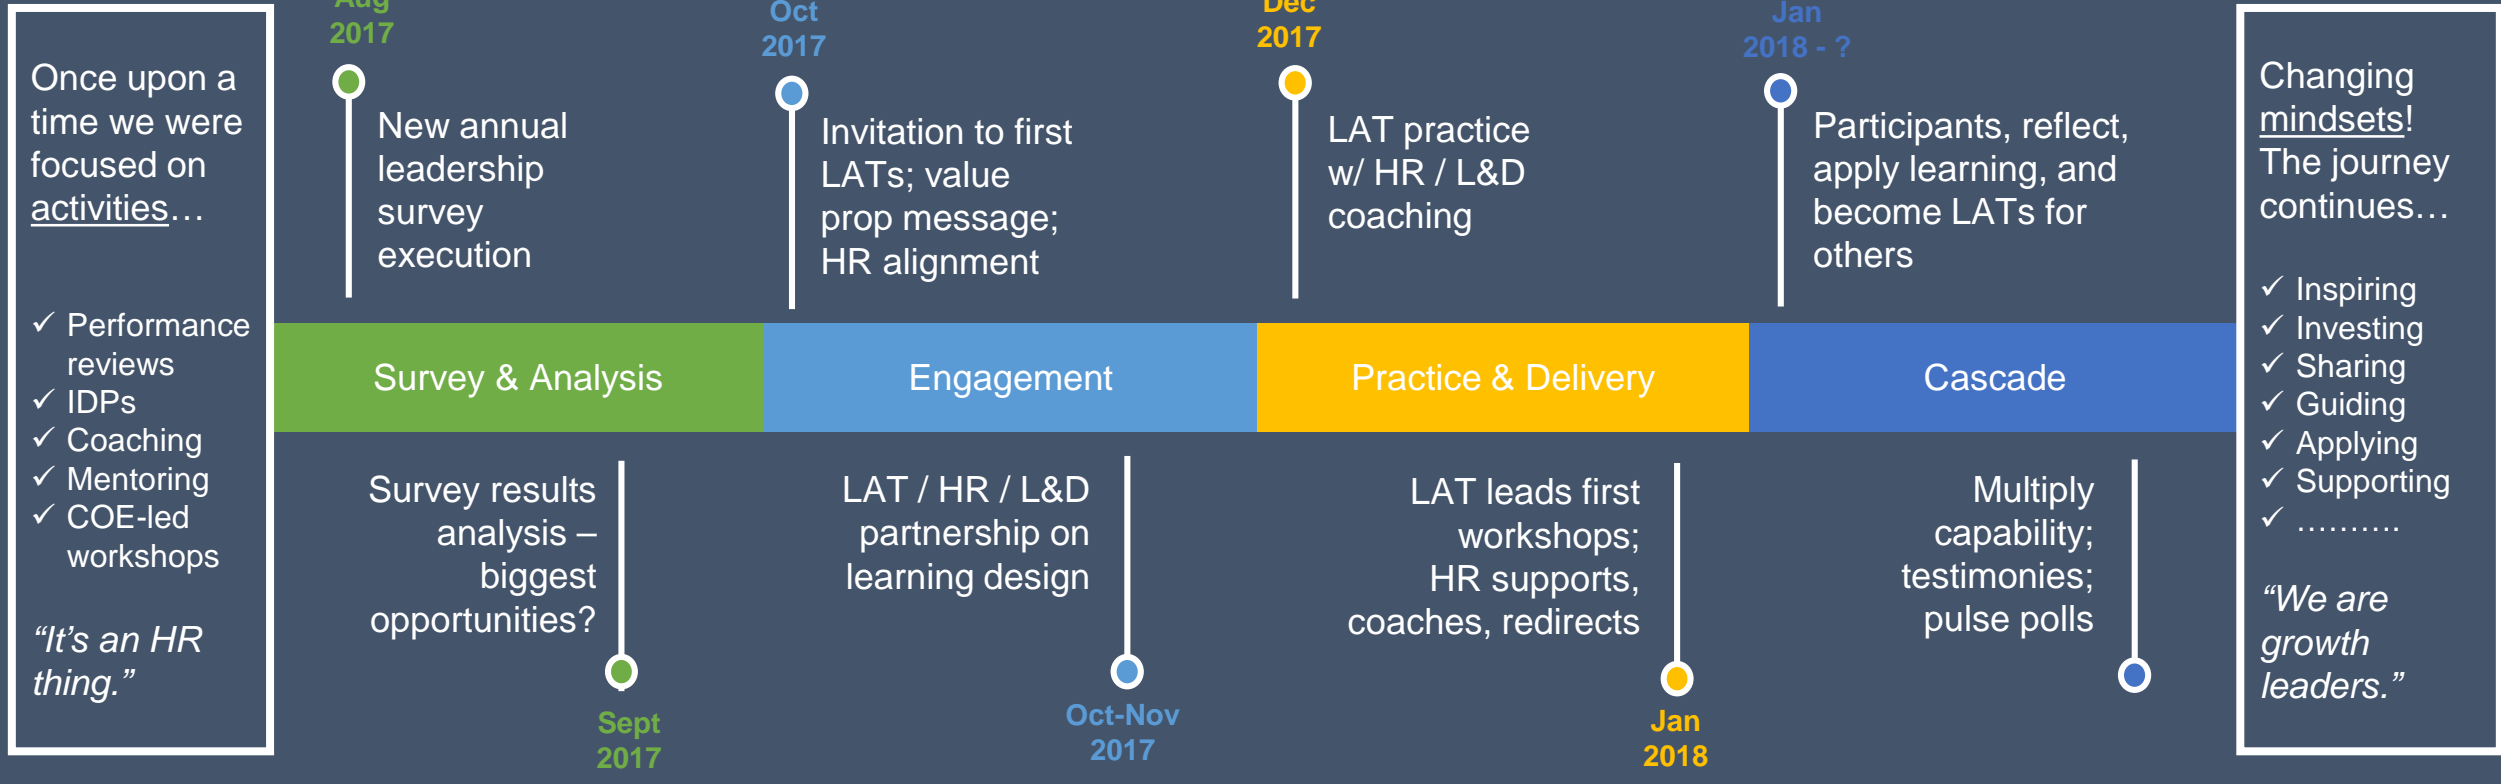 Once upon a
time we were
focused on
activities…
✓ Performance
reviews
✓ IDPs
✓ Coaching
✓ Mentoring
✓ COE-led
workshops
“It’s an HR
thing.”
Aug
2017
New annual
leadership
survey
execution
Oct
2017
Invitation to first
LATs; value
prop message;
HR alignment
Dec
2017
LAT practice
w/ HR / L&D
coaching
Jan
2018 - ?
Participants, reflect,
apply learning, and
become LATs for
others
Survey & Analysis
Engagement
Practice & Delivery
Cascade
Survey results
analysis –
biggest
opportunities?
Sept
2017
LAT / HR / L&D
partnership on
learning design
Oct-Nov
2017
LAT leads first
workshops;
HR supports,
coaches, redirects
Jan
2018
Multiply
capability;
testimonies;
pulse polls
Changing
mindsets!
The journey
continues…
✓ Inspiring
✓ Investing
✓ Sharing
✓ Guiding
✓ Applying
✓ Supporting
✓ ……….
“We are
growth
leaders.”